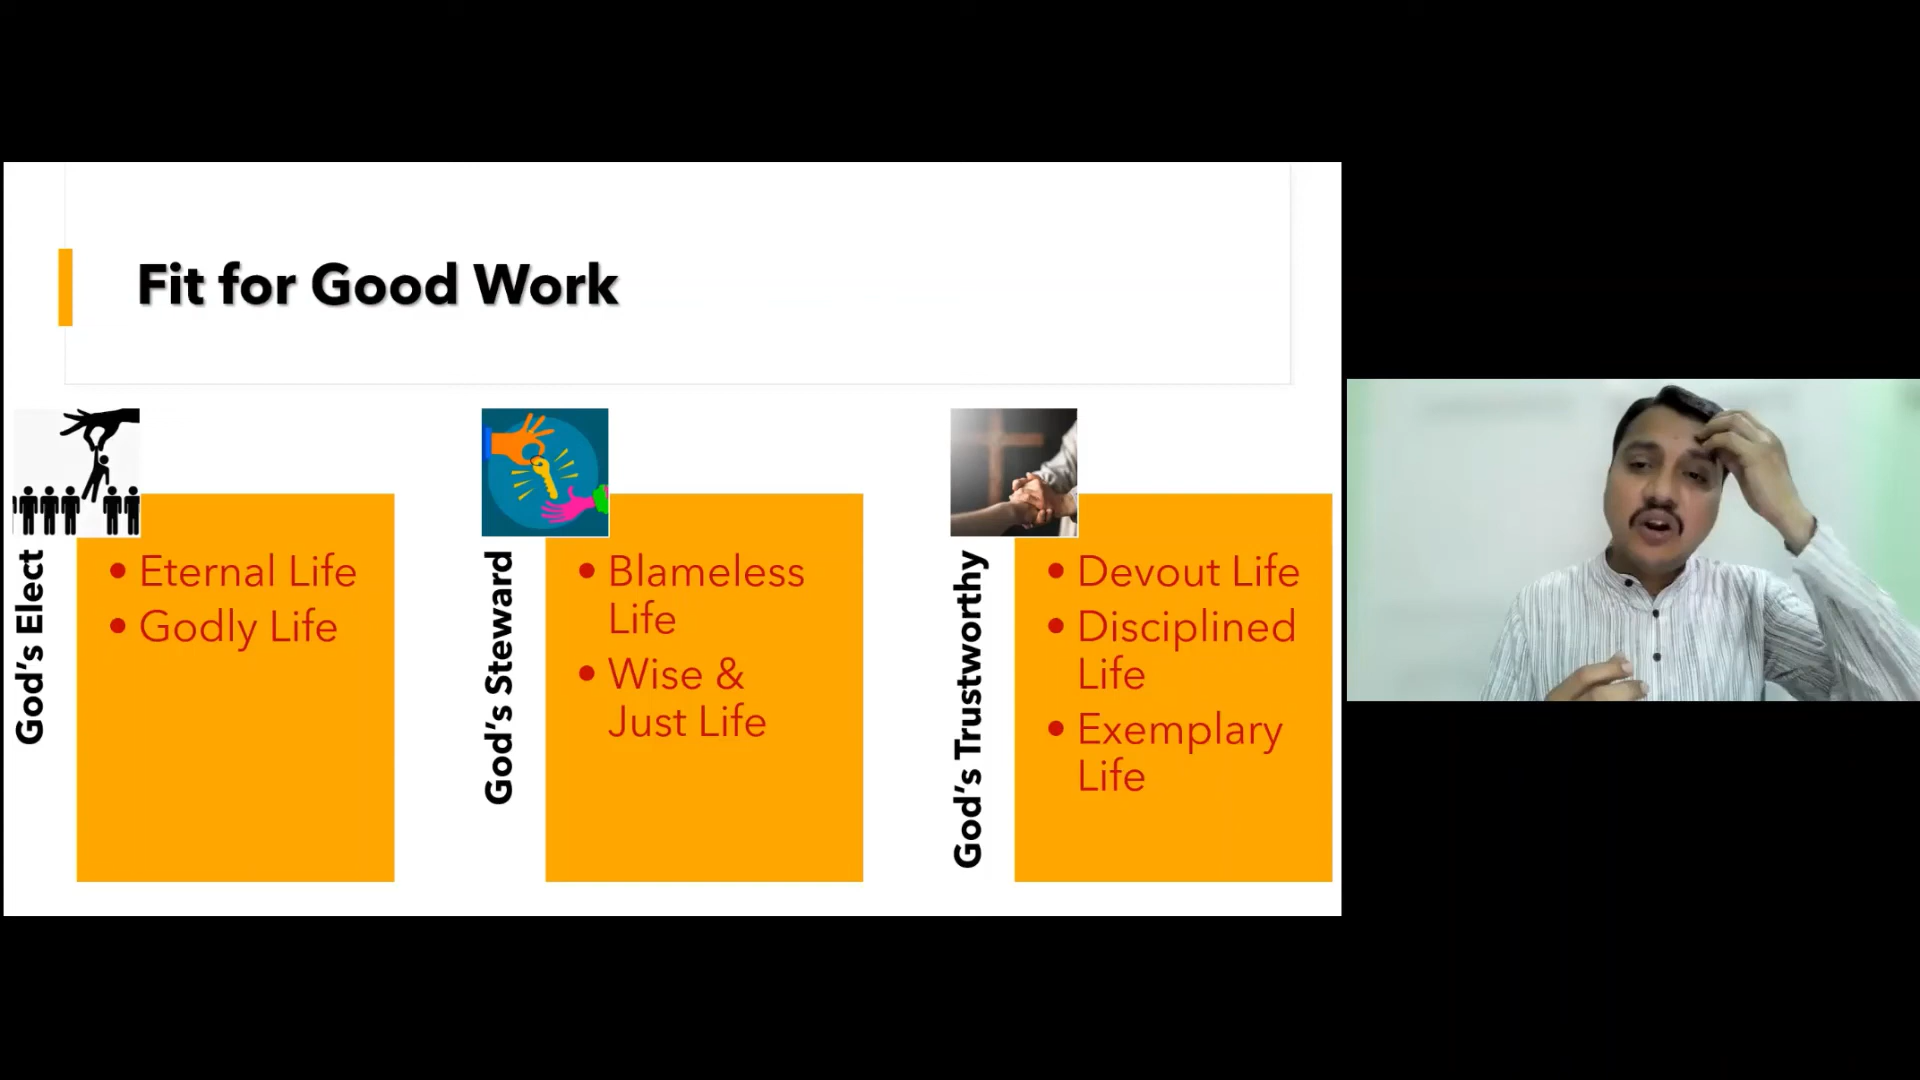 Fit for Good Work
God's Elect
• Eternal Life
• Godly Life
God's Steward
• Blameless
Life
• Wise &
Just Life
God's Trustworthy
• Devout Life
• Disciplined
Life
• Exemplary
Life